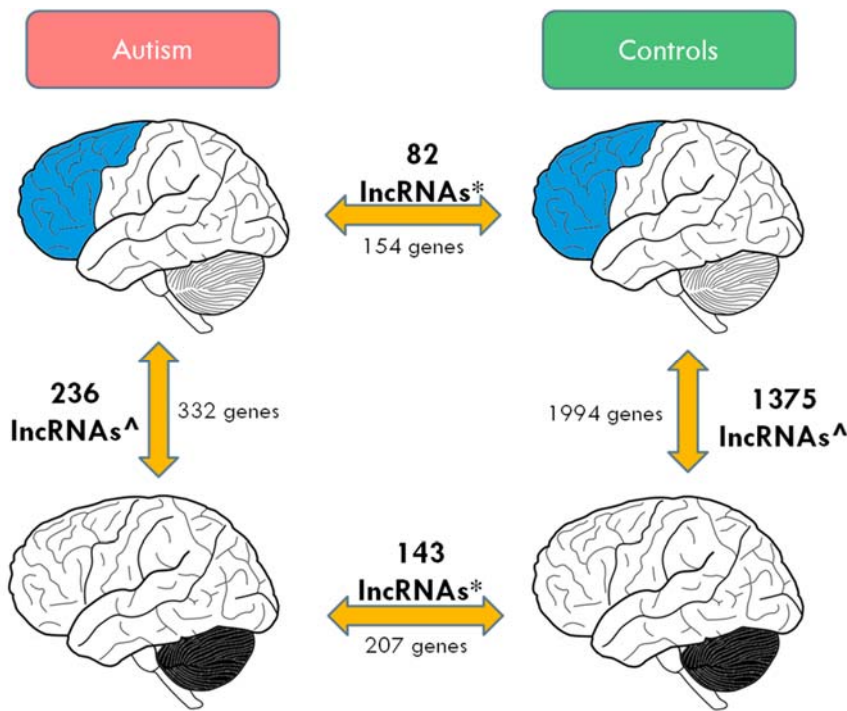 Autism
Controls
82
lncRNAs*
154 genes
236
lncRNAs^
332 genes
1994 genes
1375
lncRNAs^
143
lncRNAs*
207 genes